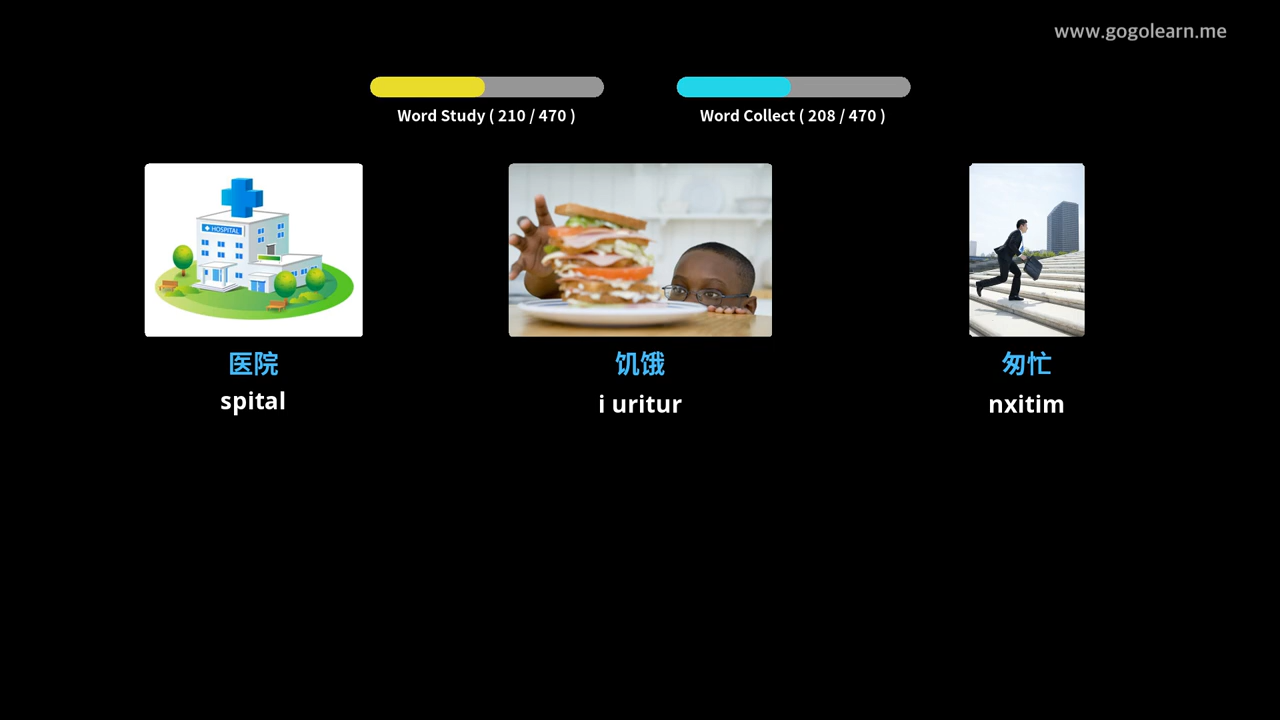 www.gogolearn.me
Word Study ( 210 / 470 )
Word Collect ( 208 / 470 )
HOSPITAL
医院
饥饿
匆忙
spital
i uritur
nxitim